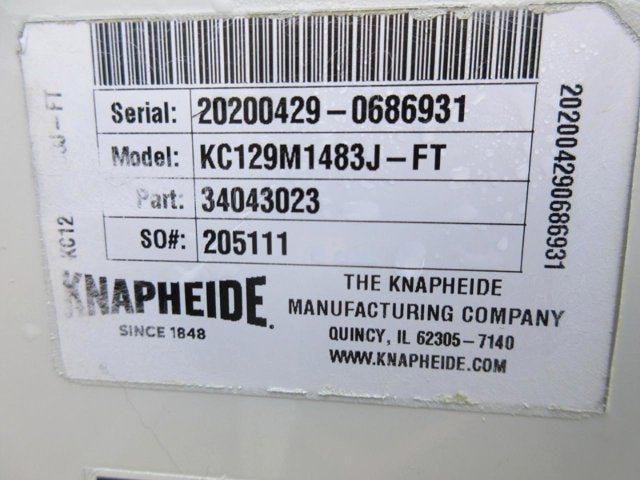 Serial: 20200429-0686931
Model: KC129M1483J-FT
Part: 34043023
SO#: 205111
KNAPHEIDE.
SINCE 1848
THE KNAPHEIDE
MANUFACTURING COMPANY
QUINCY, IL 62305-7140
WWW.KNAPHEIDE.COM
202004290686931
KC12
J-FT